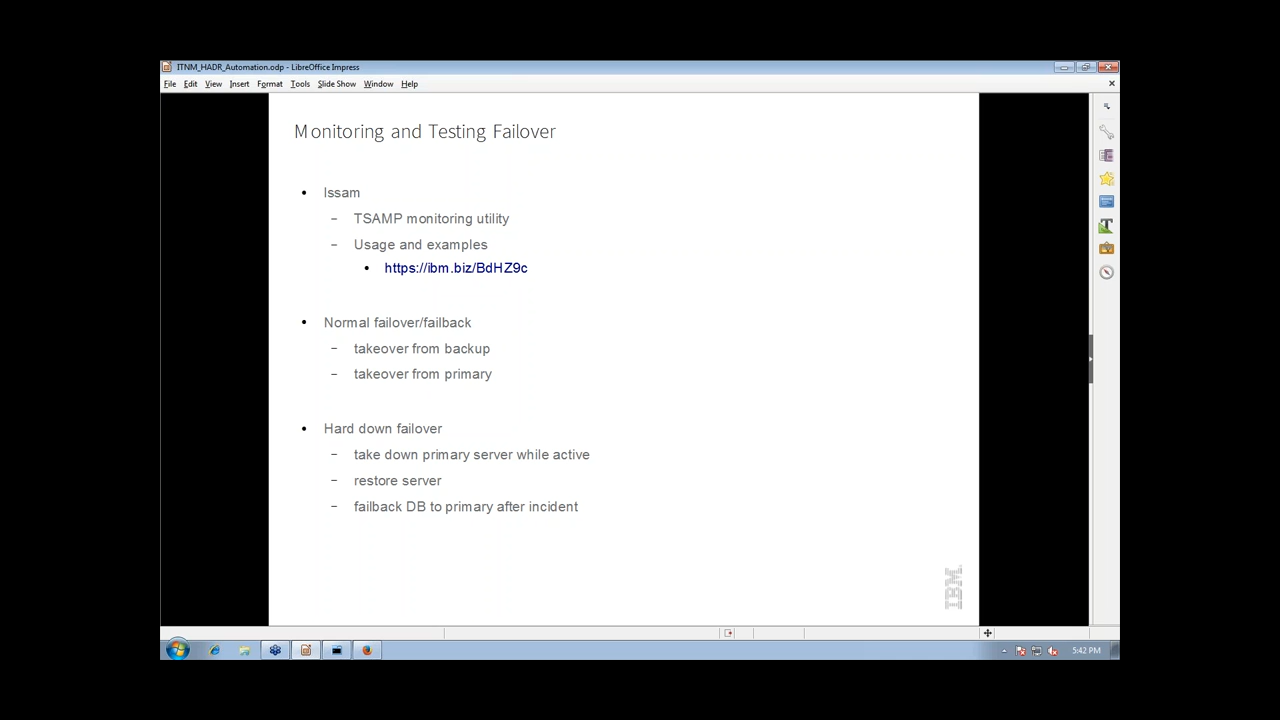 ITNM_HADR_Automation.odp - LibreOffice Impress
File Edit View Insert Format Tools Slide Show Window Help
Monitoring and Testing Failover
• Issam
– TSAMP monitoring utility
– Usage and examples
• https://ibm.biz/BdHZ9c
• Normal failover/failback
– takeover from backup
– takeover from primary
• Hard down failover
– take down primary server while active
– restore server
– failback DB to primary after incident
IBM
5:42 PM